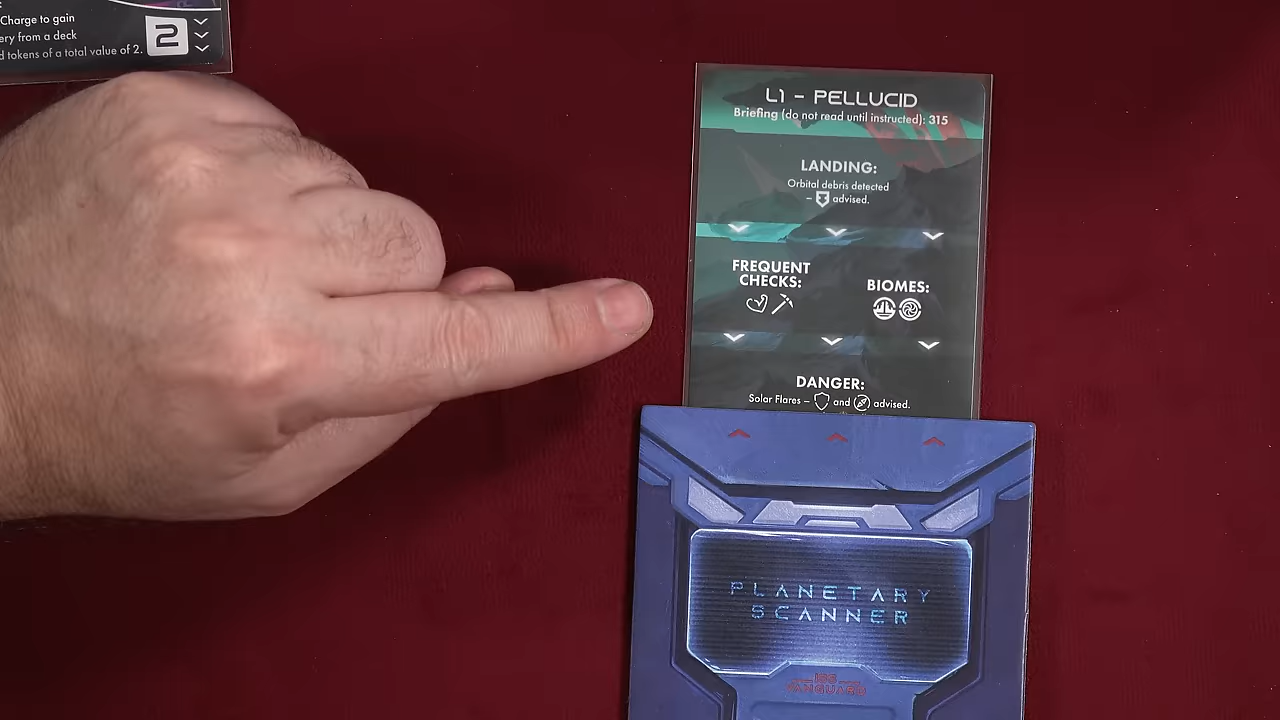 Charge to gain
ery from a deck
d tokens of a total value of 2.
2
L1 – PELLUCID
Briefing (do not read until instructed): 315
LANDING:
Orbital debris detected
– advised.
FREQUENT
CHECKS:
BIOMES:
DANGER:
Solar Flares – and advised.
PLANETARY
SCANNER
ISS
VANGUARD